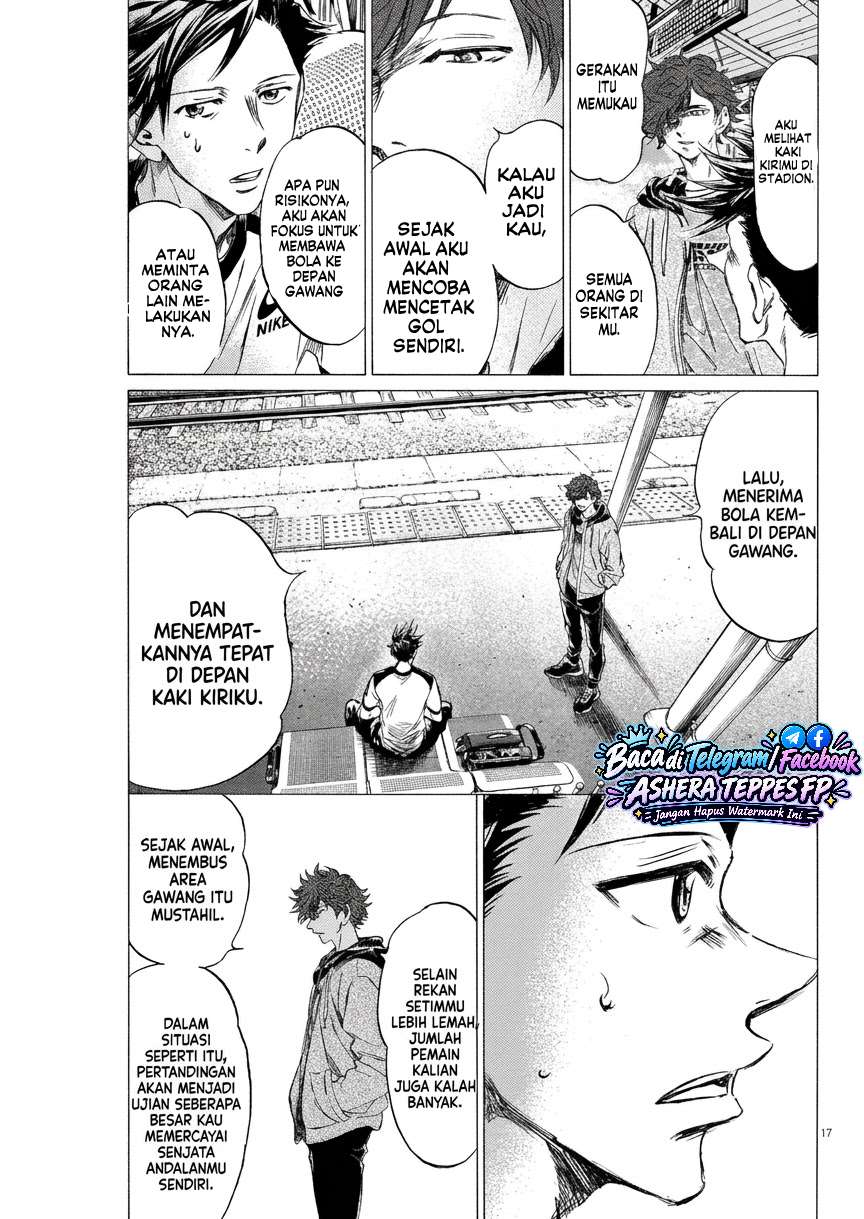 AKU
MELIHAT
KAKI
KIRIMU DI
STADION.
GERAKAN
ITU
MEMUKAU
SEMUA
ORANG DI
SEKITAR
MU.
KALAU
AKU
JADI
KAU,
SEJAK
AWAL AKU
AKAN
MENCOBA
MENCETAK
GOL
SENDIRI.
APA PUN
RISIKONYA,
AKU AKAN
FOKUS UNTUK
MEMBAWA
BOLA KE
DEPAN
GAWANG
ATAU
MEMINTA
ORANG
LAIN ME-
LAKUKAN
NYA.
NIKE
LALU,
MENERIMA
BOLA KEM-
BALI DI DEPAN
GAWANG.
DAN
MENEMPAT-
KANNYA TEPAT
DI DEPAN
KAKI KIRIKU.
Baca di Telegram/Facebook
ASHERA TEPPES FP
Jangan Hapus Watermark Ini
SELAIN
REKAN
SETIMMU
LEBIH LEMAH,
JUMLAH
PEMAIN
KALIAN
JUGA KALAH
BANYAK.
SEJAK AWAL,
MENEMBUS
AREA
GAWANG ITU
MUSTAHIL.
DALAM
SITUASI
SEPERTI ITU,
PERTANDINGAN
AKAN MENJADI
UJIAN SEBERAPA
BESAR KAU
MEMERCAYAI
SENJATA
ANDALANMU
SENDIRI.
17